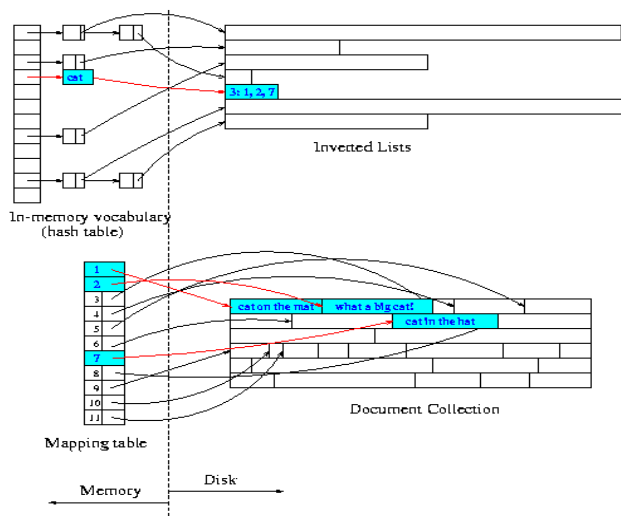 cat
3: 1, 2, 7
Inverted Lists
In-memory vocabulary
(hash table)
1
2
3
4
5
6
7
8
9
10
11
cat on the mat
what a big cat!
cat in the hat
Document Collection
Mapping table
Disk
Memory